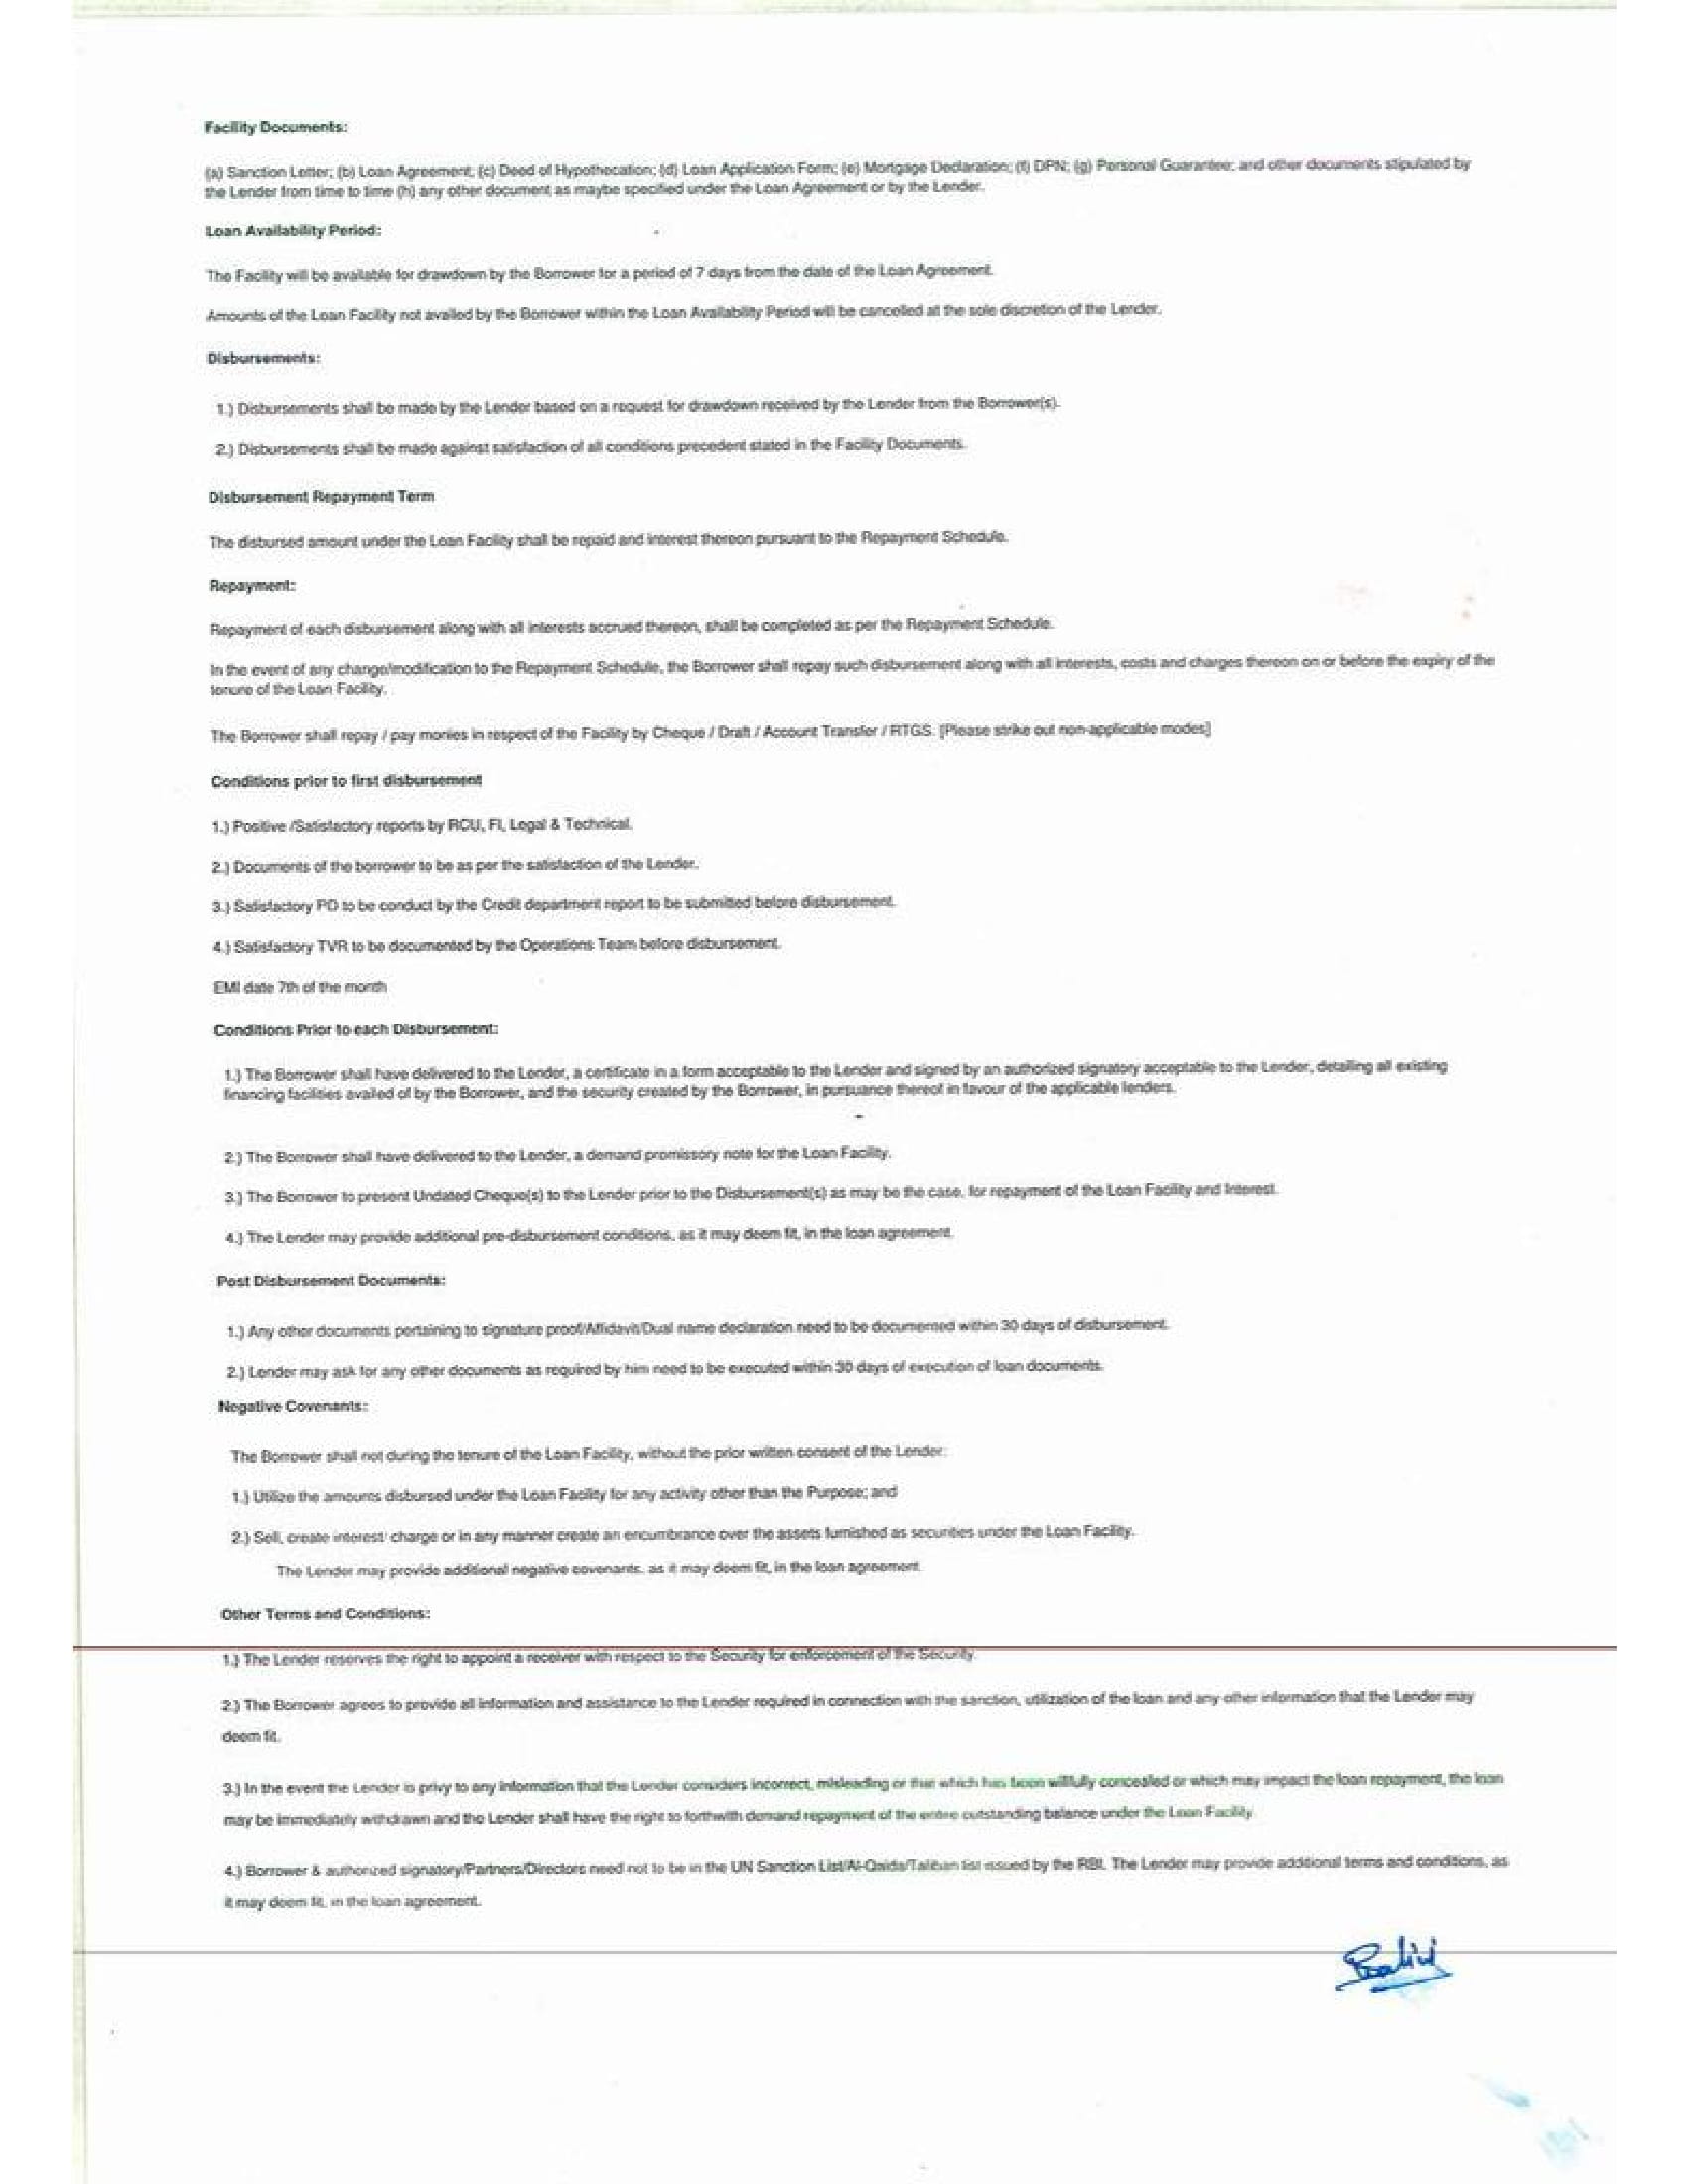 Facility Documents:
(a) Sanction Letter; (b) Loan Agreement; (c) Deed of Hypothecation; (d) Loan Application Form; (e) Mortgage Declaration; (f) DPN; (g) Personal Guarantee; and other documents stipulated by
the Lender from time to time (h) any other document as maybe specified under the Loan Agreement or by the Lender.
Loan Availability Period:
The Facility will be available for drawdown by the Borrower for a period of 7 days from the date of the Loan Agreement.
Amounts of the Loan Facility not availed by the Borrower within the Loan Availability Period will be cancelled at the sole discretion of the Lender.
Disbursements:
1.) Disbursements shall be made by the Lender based on a request for drawdown received by the Lender from the Borrower(s).
2.) Disbursements shall be made against satisfaction of all conditions precedent stated in the Facility Documents.
Disbursement Repayment Term
The disbursed amount under the Loan Facility shall be repaid and interest thereon pursuant to the Repayment Schedule.
Repayment:
Repayment of each disbursement along with all interests accrued thereon, shall be completed as per the Repayment Schedule.
In the event of any change/modification to the Repayment Schedule, the Borrower shall repay such disbursement along with all interests, costs and charges thereon on or before the expiry of the
tenure of the Loan Facility.
The Borrower shall repay / pay monies in respect of the Facility by Cheque / Draft / Account Transfer / RTGS. [Please strike out non-applicable modes]
Conditions prior to first disbursement
1.) Positive /Satisfactory reports by RCU, FI, Legal & Technical.
2.) Documents of the borrower to be as per the satisfaction of the Lender.
3.) Satisfactory PD to be conduct by the Credit department report to be submitted before disbursement.
4.) Satisfactory TVR to be documented by the Operations Team before disbursement.
EMI date 7th of the month
Conditions Prior to each Disbursement:
1.) The Borrower shall have delivered to the Lender, a certificate in a form acceptable to the Lender and signed by an authorized signatory acceptable to the Lender, detailing all existing
financing facilities availed of by the Borrower, and the security created by the Borrower, in pursuance thereof in favour of the applicable lenders.
2.) The Borrower shall have delivered to the Lender, a demand promissory note for the Loan Facility.
3.) The Borrower to present Undated Cheque(s) to the Lender prior to the Disbursement(s) as may be the case, for repayment of the Loan Facility and Interest.
4.) The Lender may provide additional pre-disbursement conditions, as it may deem fit, in the loan agreement.
Post Disbursement Documents:
1.) Any other documents pertaining to signature proof/Affidavit/Dual name declaration need to be documented within 30 days of disbursement.
2.) Lender may ask for any other documents as required by him need to be executed within 30 days of execution of loan documents.
Negative Covenants:
The Borrower shall not during the tenure of the Loan Facility, without the prior written consent of the Lender:
1.) Utilize the amounts disbursed under the Loan Facility for any activity other than the Purpose; and
2.) Sell, create interest/ charge or in any manner create an encumbrance over the assets furnished as securities under the Loan Facility.
The Lender may provide additional negative covenants, as it may deem fit, in the loan agreement.
Other Terms and Conditions:
1.) The Lender reserves the right to appoint a receiver with respect to the Security for enforcement of the Security.
2.) The Borrower agrees to provide all information and assistance to the Lender required in connection with the sanction, utilization of the loan and any other information that the Lender may
deem fit.
3.) In the event the Lender is privy to any information that the Lender considers incorrect, misleading or that which has been willfully concealed or which may impact the loan repayment, the loan
may be immediately withdrawn and the Lender shall have the right to forthwith demand repayment of the entire outstanding balance under the Loan Facility.
4.) Borrower & authorized signatory/Partners/Directors need not to be in the UN Sanction List/Al-Qaida/Taliban list issued by the RBI. The Lender may provide additional terms and conditions, as
it may deem fit, in the loan agreement.